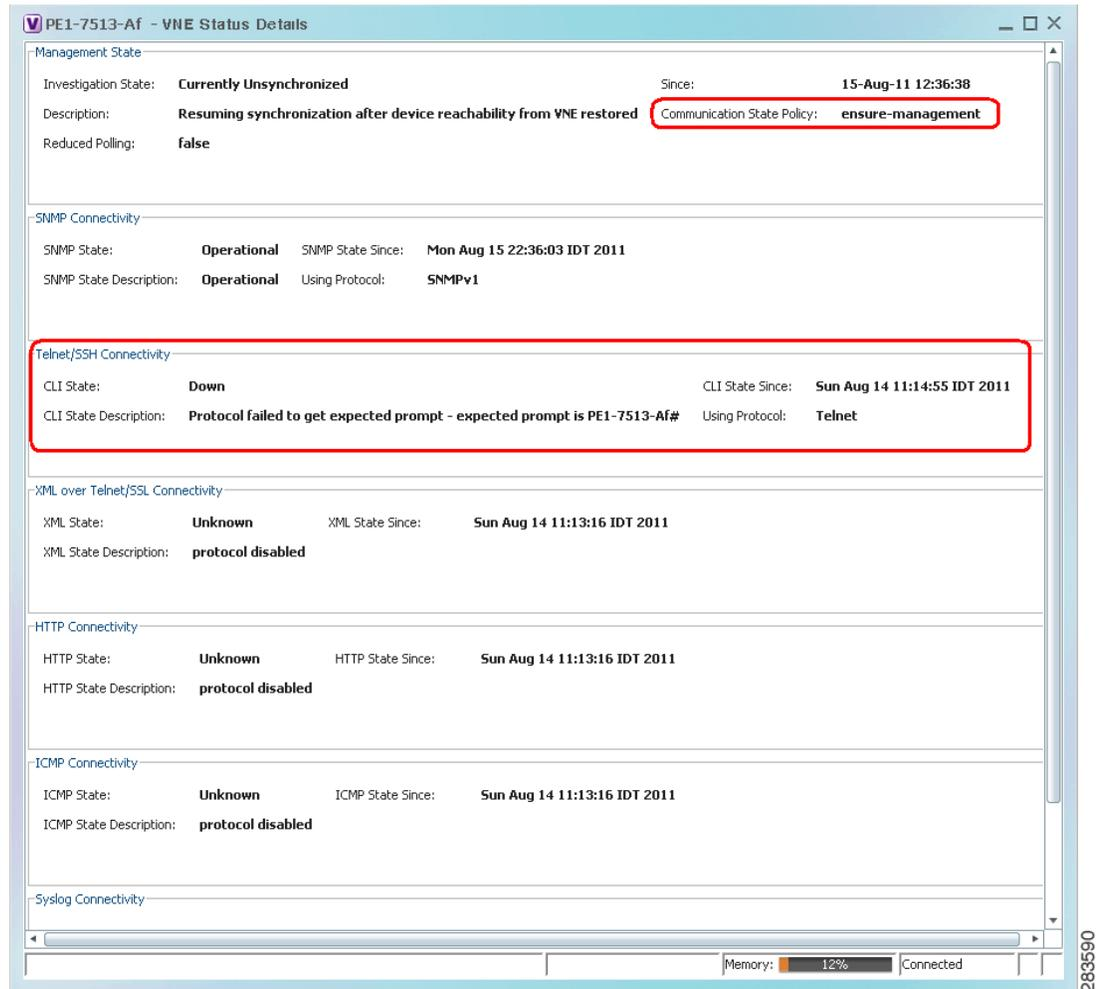 PE1-7513-Af - VNE Status Details
Management State
Investigation State: Currently Unsynchronized Since: 15-Aug-11 12:36:38
Description: Resuming synchronization after device reachability from VNE restored Communication State Policy: ensure-management
Reduced Polling: false
SNMP Connectivity
SNMP State: Operational SNMP State Since: Mon Aug 15 22:36:03 IDT 2011
SNMP State Description: Operational Using Protocol: SNMPv1
Telnet/SSH Connectivity
CLI State: Down CLI State Since: Sun Aug 14 11:14:55 IDT 2011
CLI State Description: Protocol failed to get expected prompt - expected prompt is PE1-7513-Af# Using Protocol: Telnet
XML over Telnet/SSL Connectivity
XML State: Unknown XML State Since: Sun Aug 14 11:13:16 IDT 2011
XML State Description: protocol disabled
HTTP Connectivity
HTTP State: Unknown HTTP State Since: Sun Aug 14 11:13:16 IDT 2011
HTTP State Description: protocol disabled
ICMP Connectivity
ICMP State: Unknown ICMP State Since: Sun Aug 14 11:13:16 IDT 2011
ICMP State Description: protocol disabled
Syslog Connectivity
Memory: 12% Connected
283590